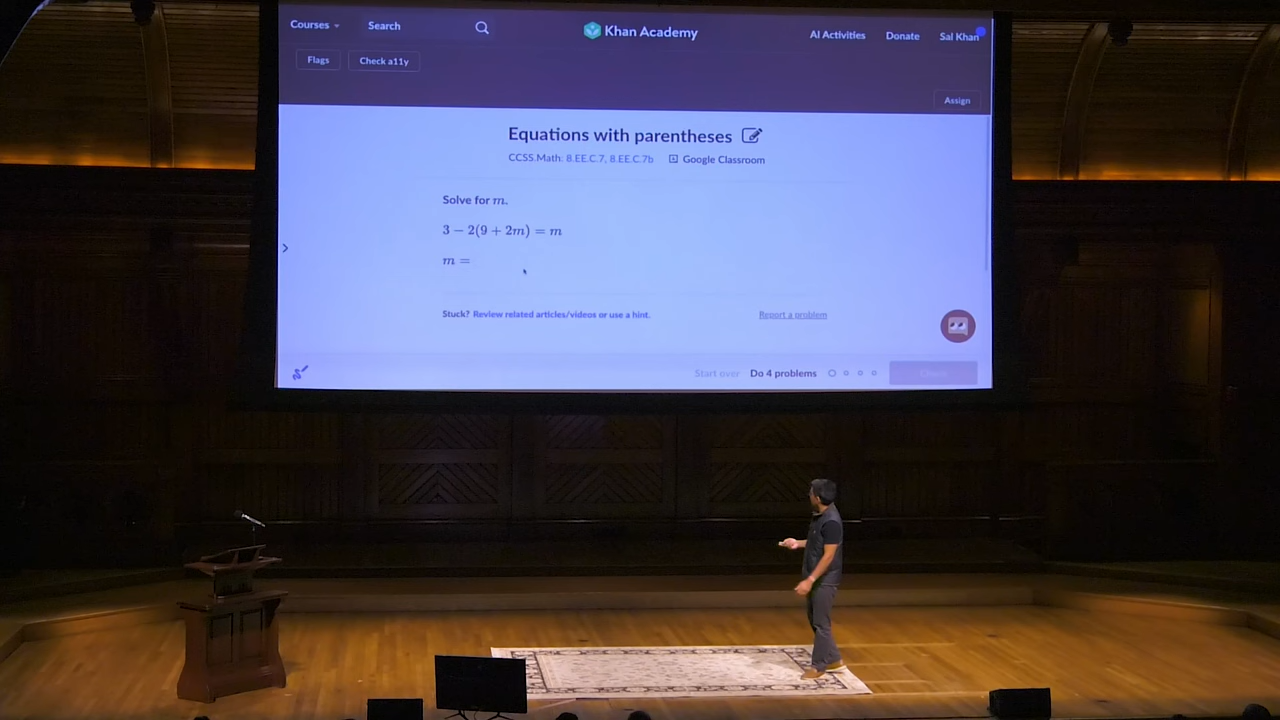 Courses
Search
Khan Academy
AI Activities
Donate
Sal Khan
Flags
Check a11y
Assign
Equations with parentheses
CCSS.Math: 8.EE.C.7, 8.EE.C.7b
Google Classroom
Solve for m.
3 − 2(9 + 2m) = m
m =
Stuck? Review related articles/videos or use a hint.
Report a problem
Start over
Do 4 problems
Check